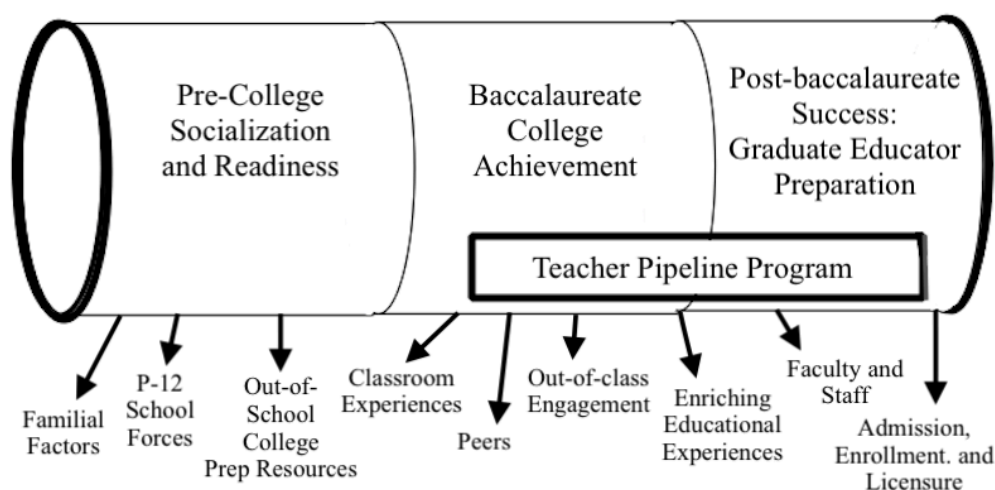 Pre-College
Socialization
and Readiness
Baccalaureate
College
Achievement
Post-baccalaureate
Success:
Graduate Educator
Preparation
Teacher Pipeline Program
Familial
Factors
P-12
School
Forces
Out-of-
School
College
Prep Resources
Classroom
Experiences
Peers
Out-of-class
Engagement
Enriching
Educational
Experiences
Faculty and
Staff
Admission,
Enrollment. and
Licensure